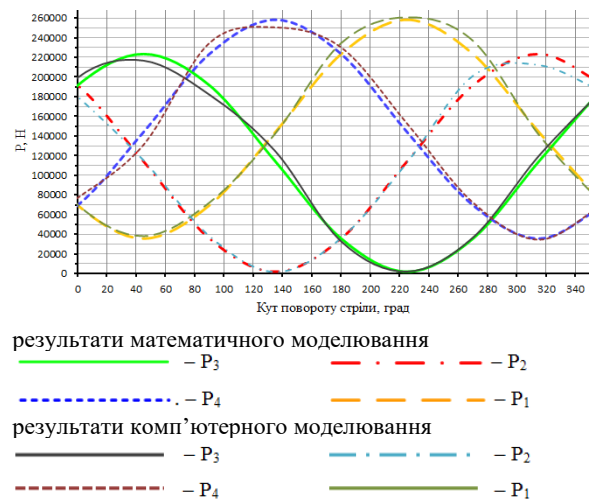 260000
240000
220000
200000
180000
160000
140000
120000
100000
80000
60000
40000
20000
0
P, H
0 20 40 60 80 100 120 140 160 180 200 220 240 260 280 300 320 340
Кут повороту стріли, град
результати математичного моделювання
– P₃ – P₂
. – P₄ – P₁
результати комп’ютерного моделювання
– P₃ – P₂
– P₄ – P₁